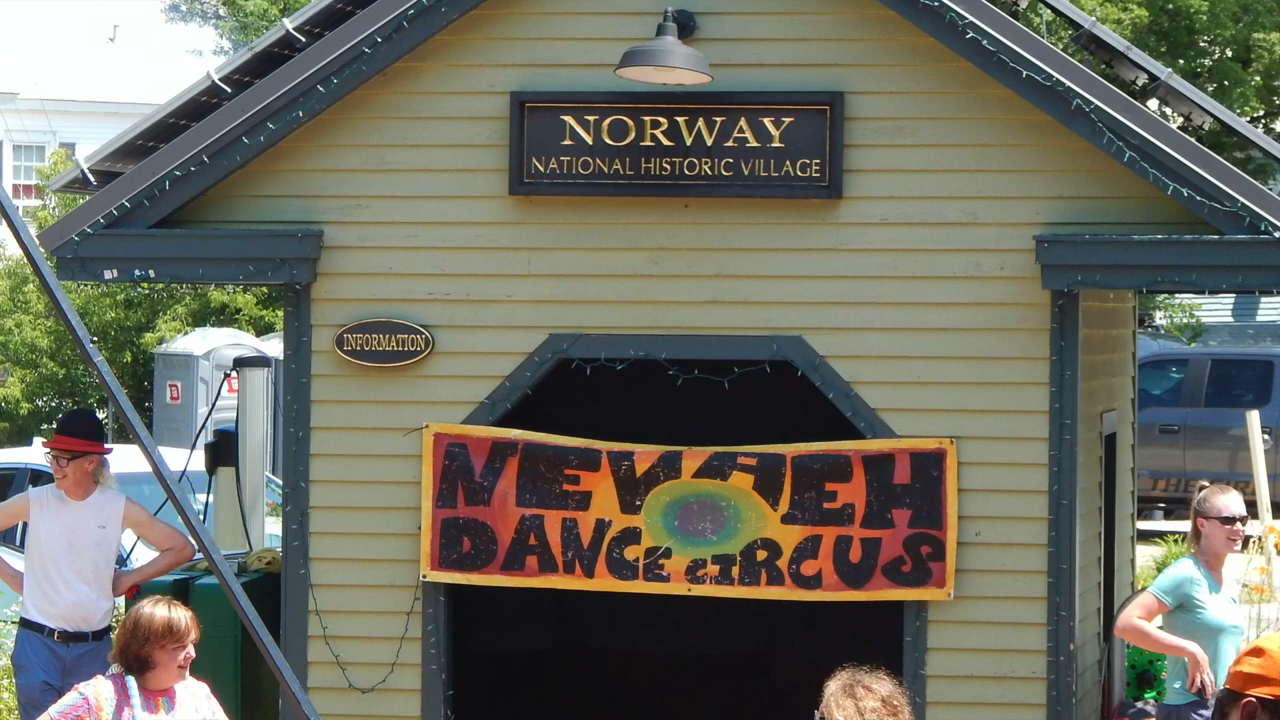 NORWAY
NATIONAL HISTORIC VILLAGE
INFORMATION
NEVAEH
DANCE CIRCUS